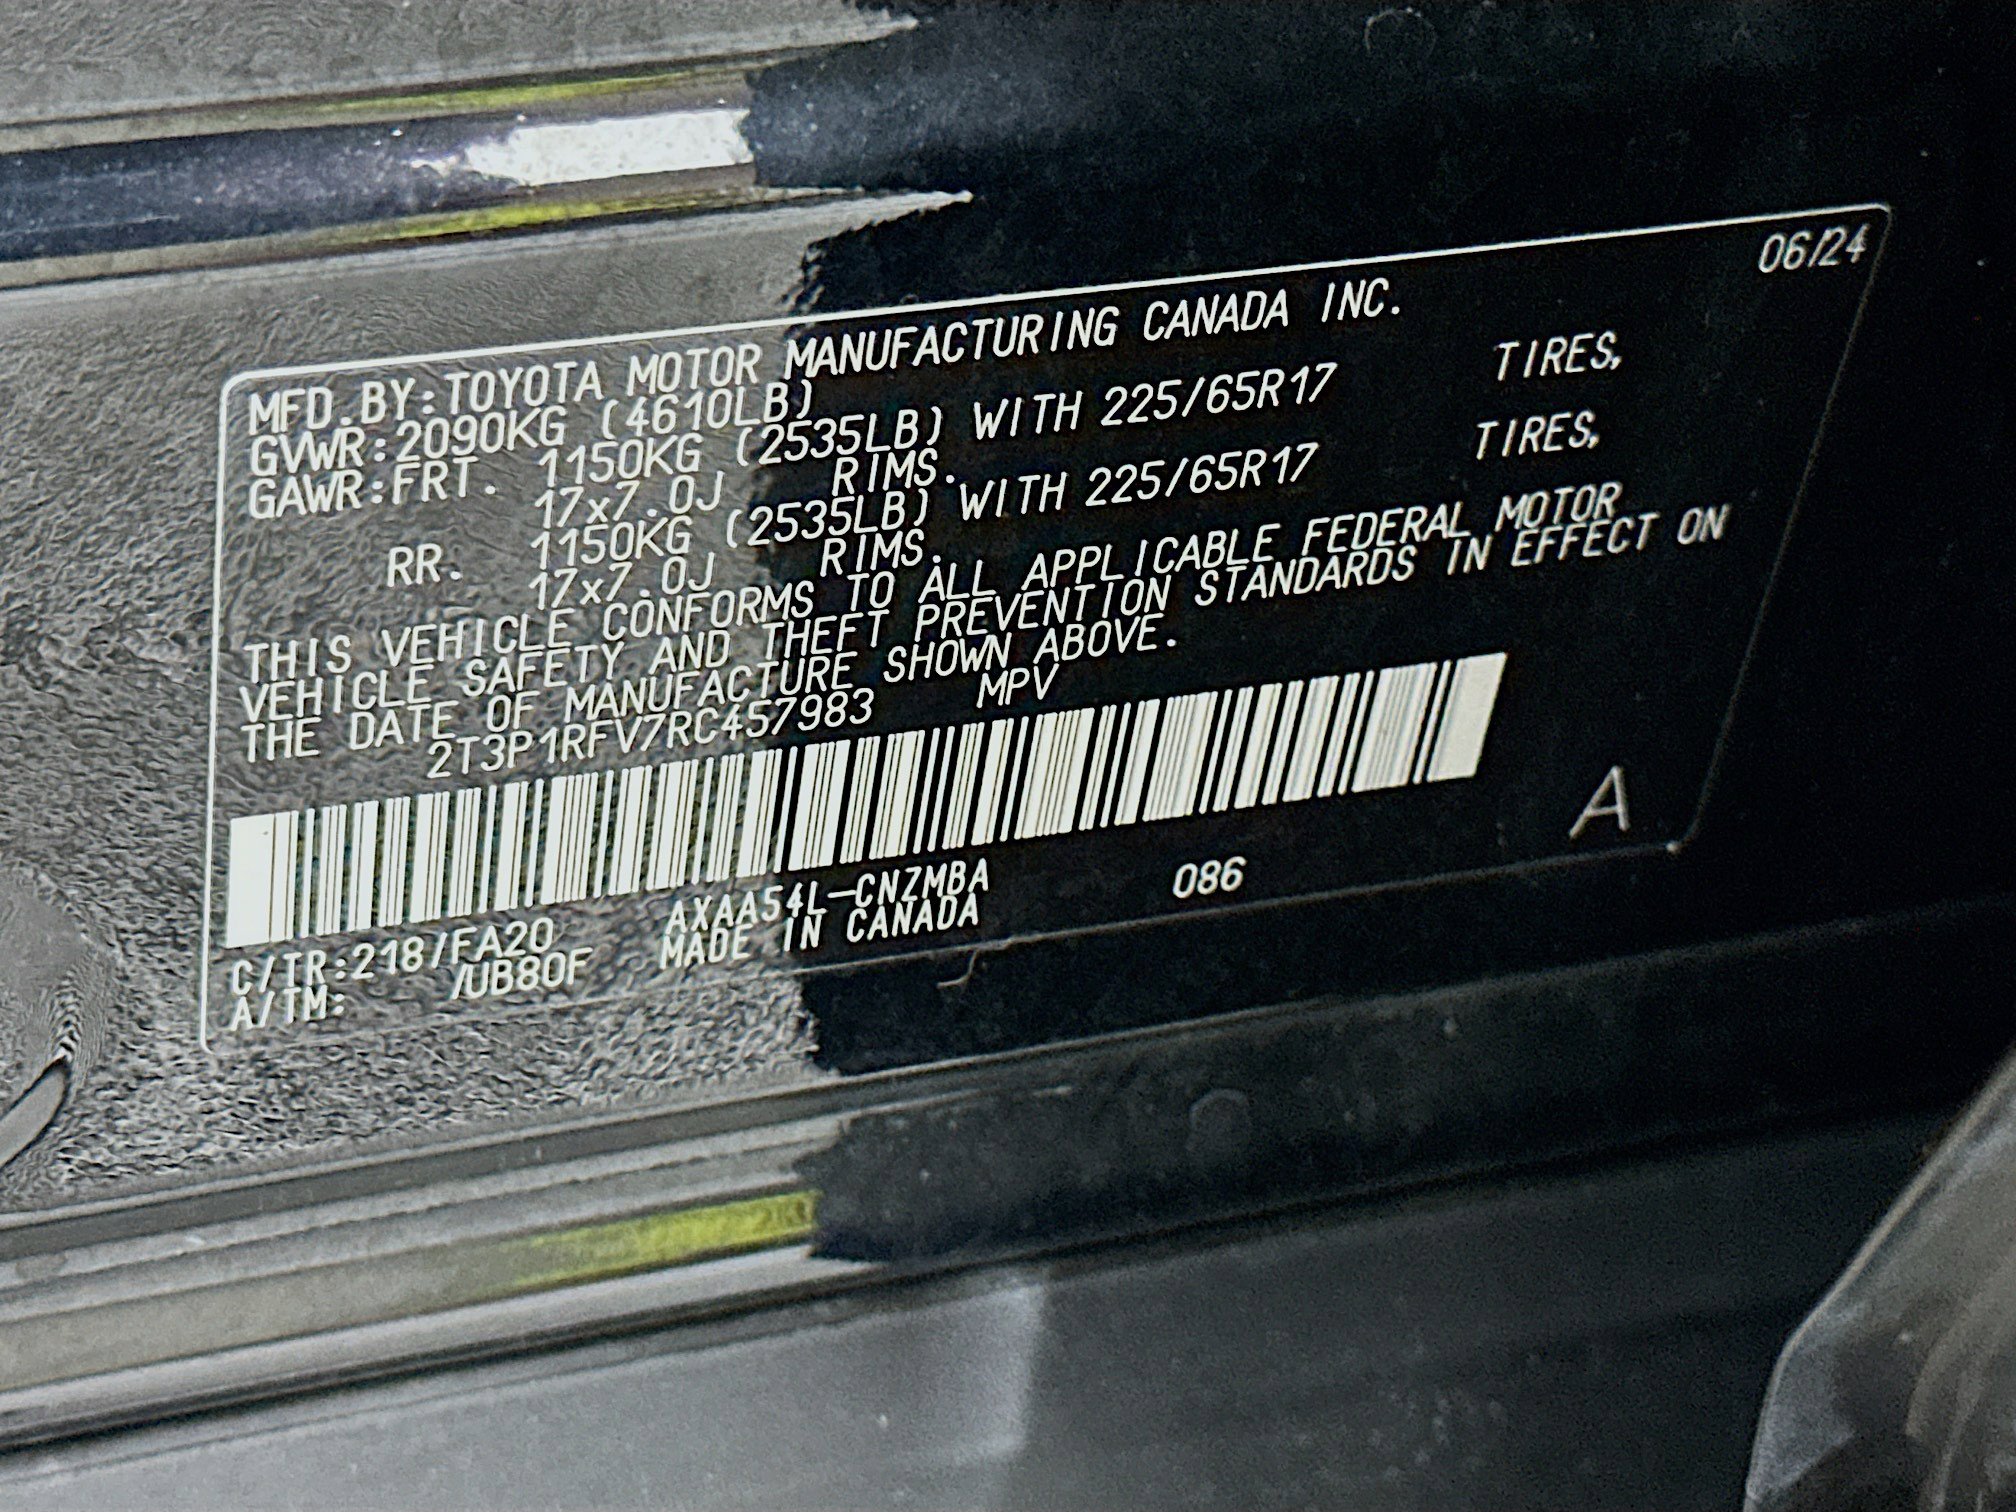 06/24
MFD.BY:TOYOTA MOTOR MANUFACTURING CANADA INC.
GVWR:2090KG (4610LB)
GAWR:FRT. 1150KG (2535LB) WITH 225/65R17 TIRES,
17x7.0J RIMS.
RR. 1150KG (2535LB) WITH 225/65R17 TIRES,
17x7.0J RIMS.
THIS VEHICLE CONFORMS TO ALL APPLICABLE FEDERAL MOTOR
VEHICLE SAFETY AND THEFT PREVENTION STANDARDS IN EFFECT ON
THE DATE OF MANUFACTURE SHOWN ABOVE.
2T3P1RFV7RC457983 MPV
A
C/TR:218/FA20 AXAA54L-CNZMBA 086
A/TM: /UB80F MADE IN CANADA